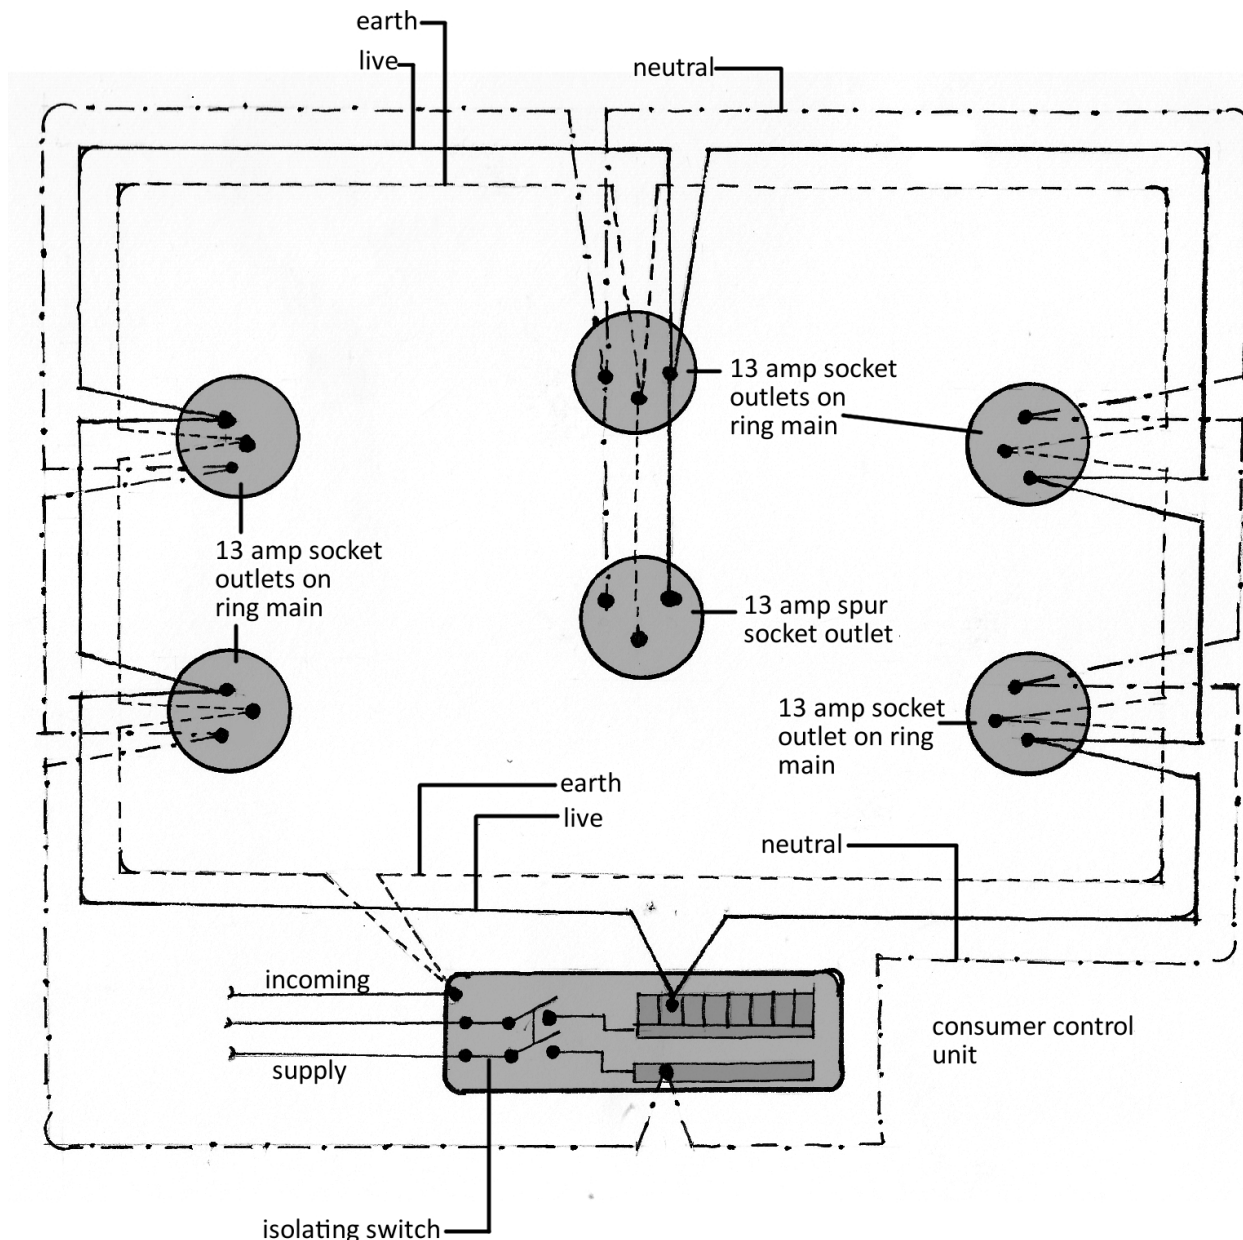 earth
live
neutral
13 amp socket
outlets on
ring main
13 amp socket
outlets on
ring main
13 amp spur
socket outlet
13 amp socket
outlet on ring
main
earth
live
neutral
incoming
supply
consumer control
unit
isolating switch